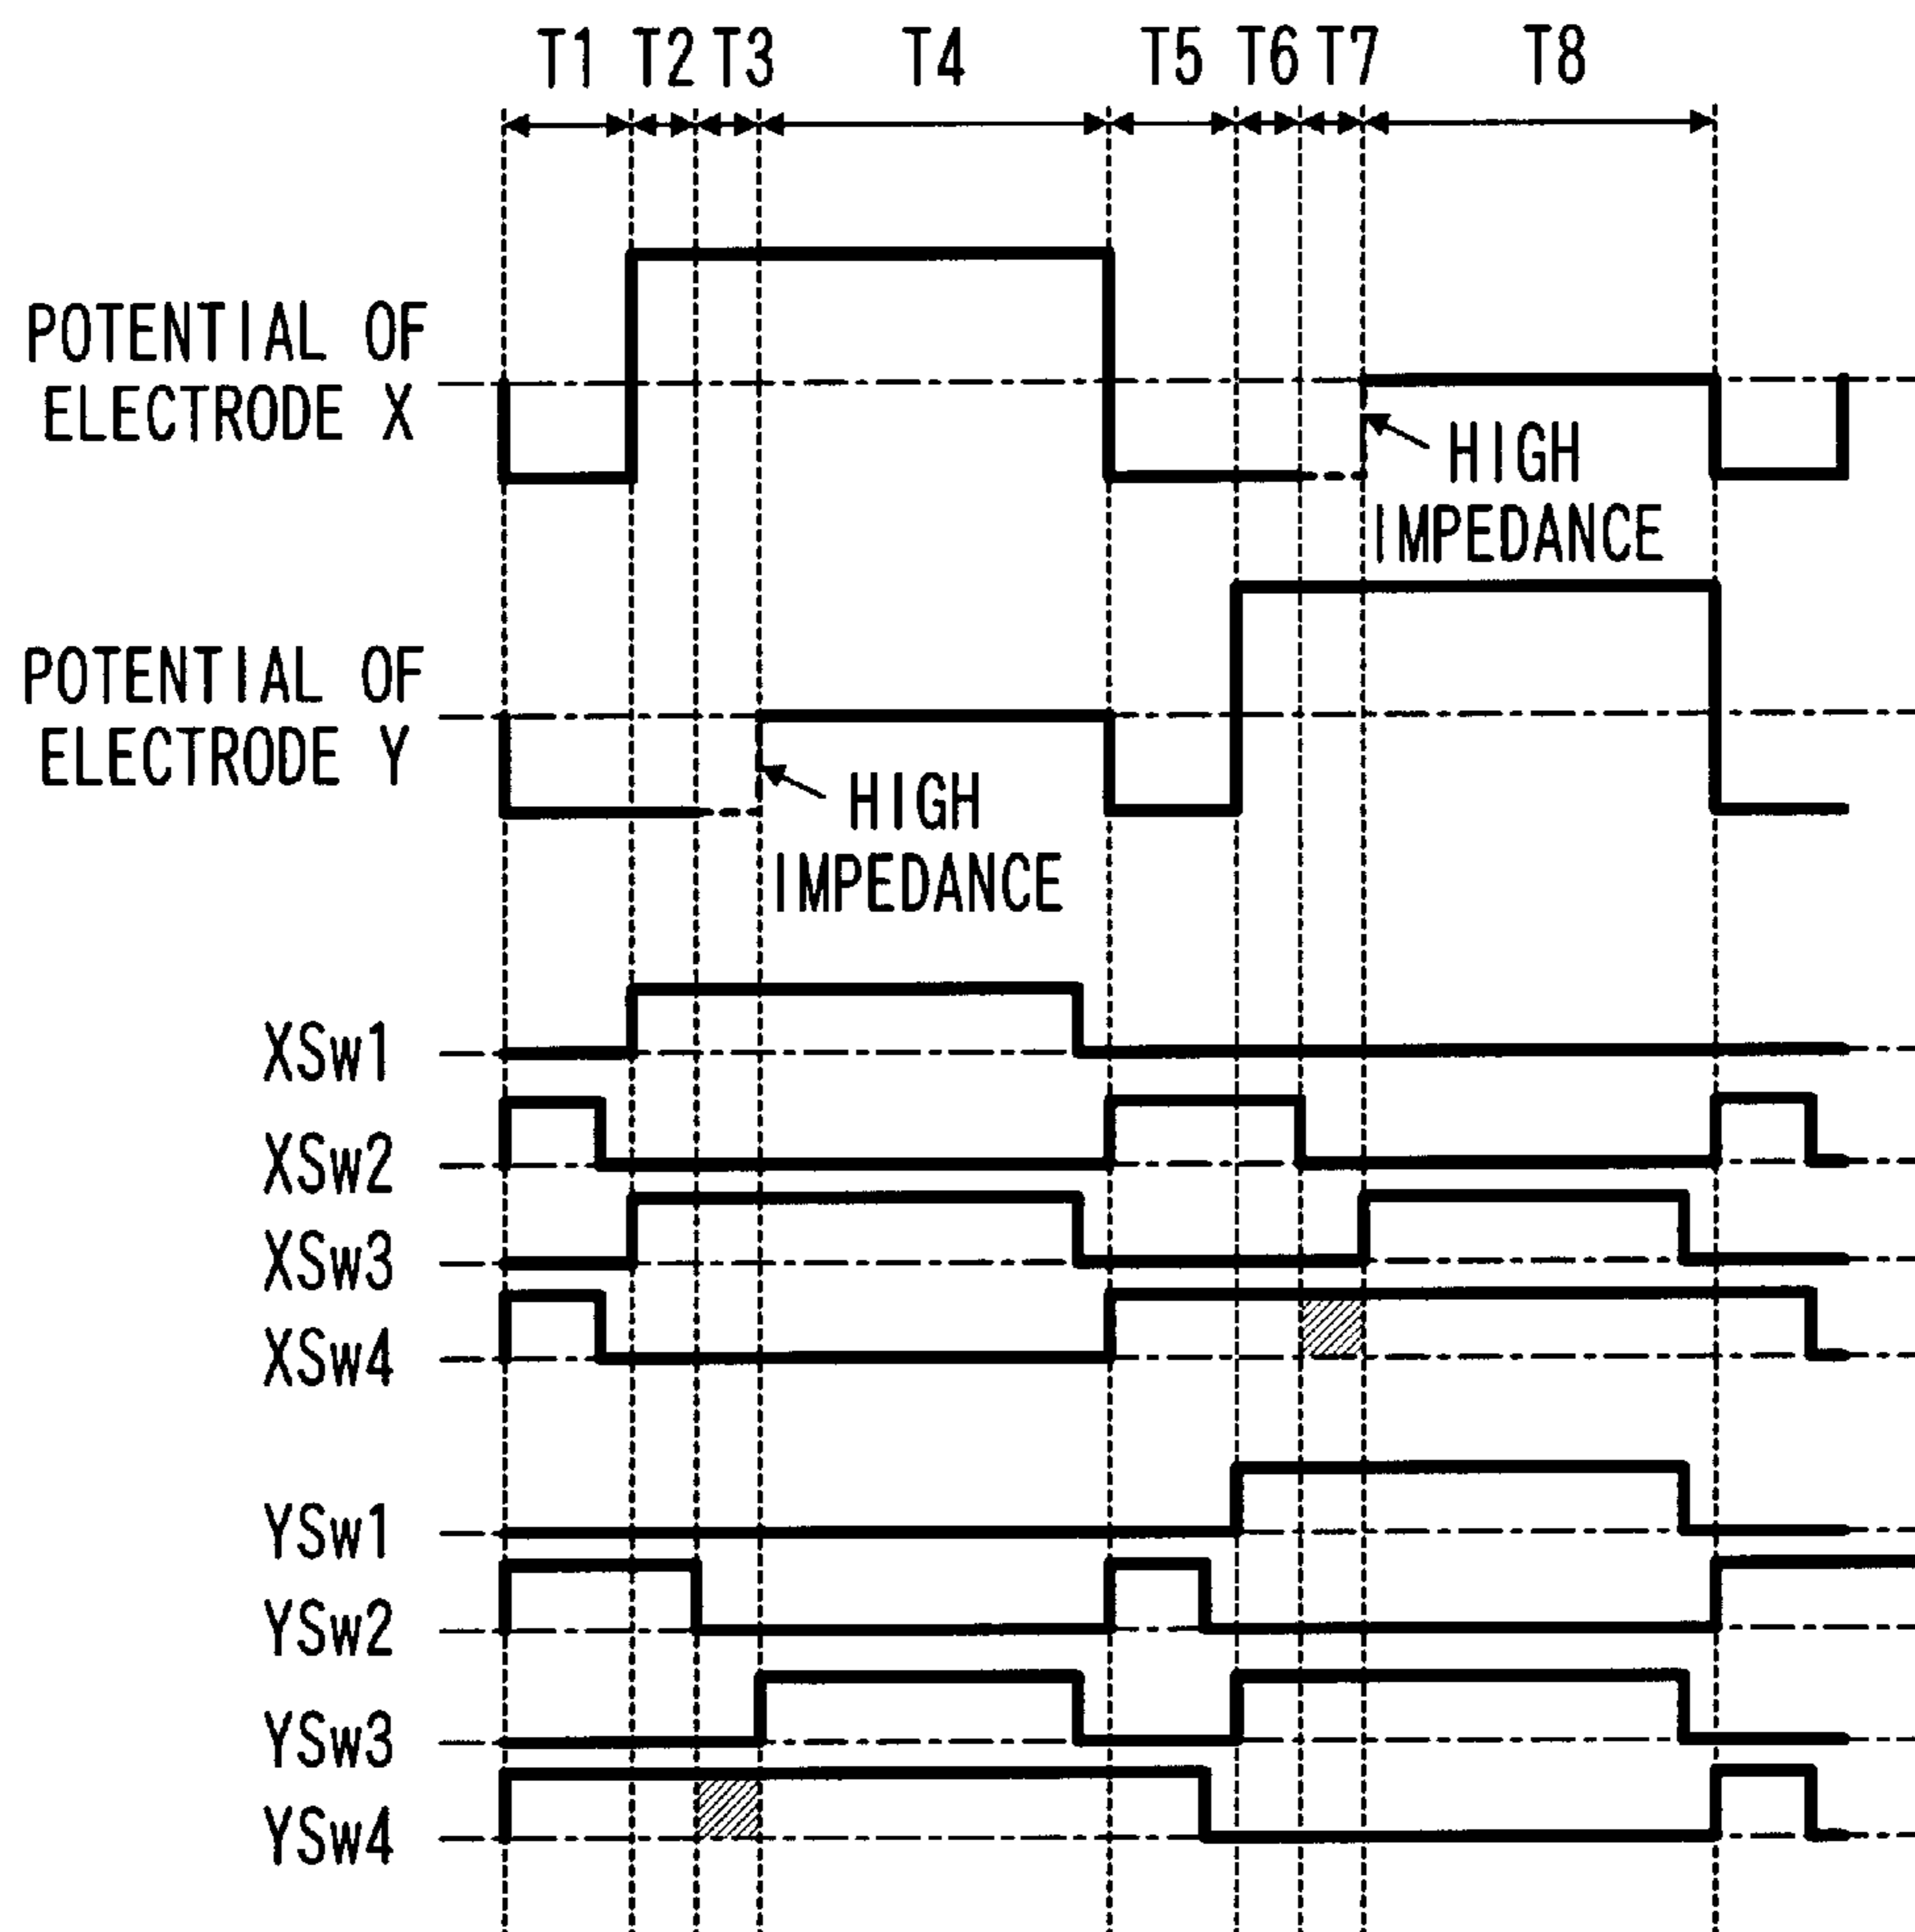 T1 T2 T3 T4 T5 T6 T7 T8
POTENTIAL OF
ELECTRODE X
HIGH
IMPEDANCE
POTENTIAL OF
ELECTRODE Y
HIGH
IMPEDANCE
XSw1
XSw2
XSw3
XSw4
YSw1
YSw2
YSw3
YSw4